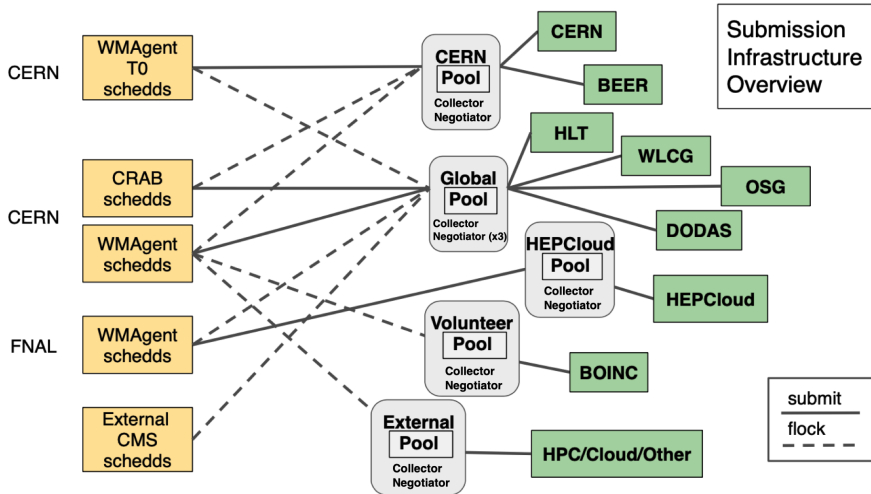 Submission
Infrastructure
Overview
CERN
WMAgent
T0
schedds
CERN
Pool
Collector
Negotiator
CERN
BEER
CERN
CRAB
schedds
WMAgent
schedds
Global
Pool
Collector
Negotiator (x3)
HLT
WLCG
OSG
DODAS
HEPCloud
Pool
Collector
Negotiator
HEPCloud
FNAL
WMAgent
schedds
Volunteer
Pool
Collector
Negotiator
BOINC
External
CMS
schedds
External
Pool
Collector
Negotiator
HPC/Cloud/Other
submit
flock